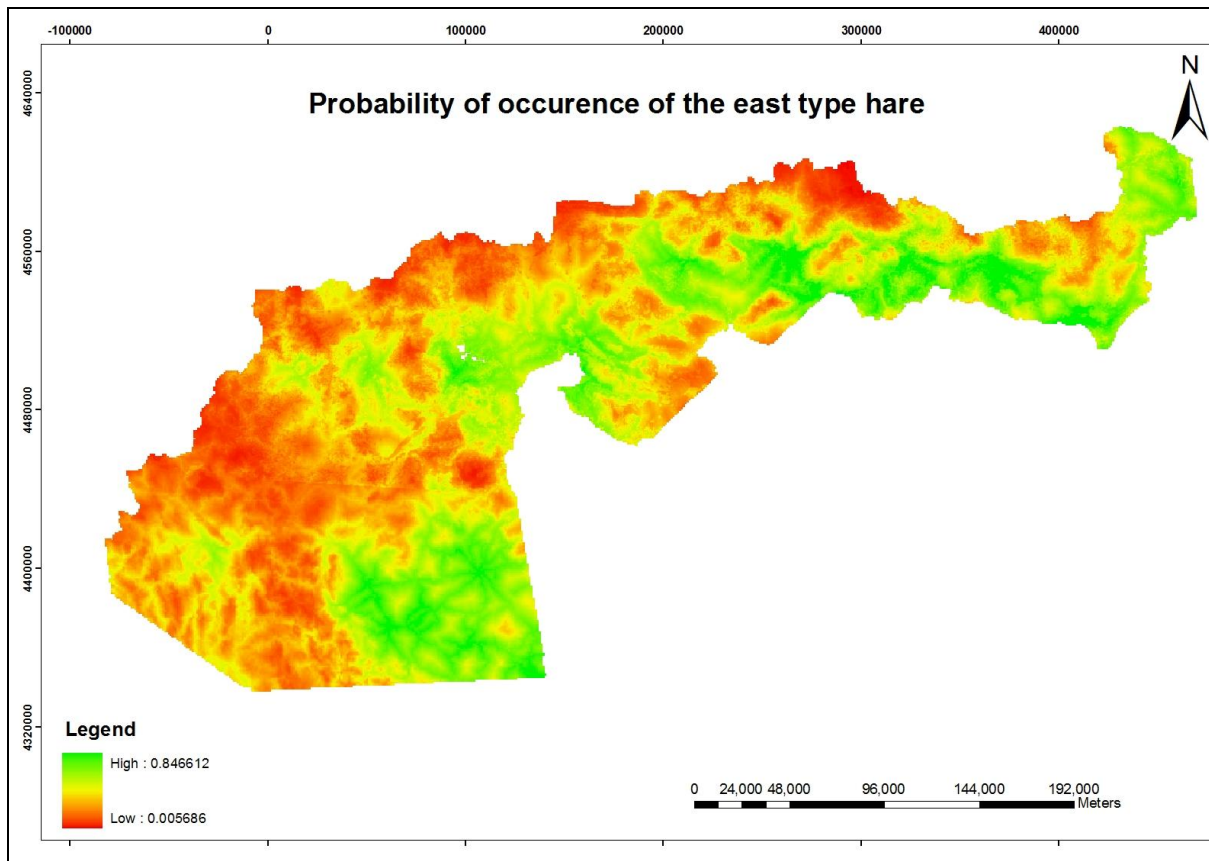 -100000 0 100000 200000 300000 400000
N
Probability of occurence of the east type hare
4640000
4560000
4480000
4400000
4320000
Legend
High : 0.846612
Low : 0.005686
0 24,000 48,000 96,000 144,000 192,000
Meters